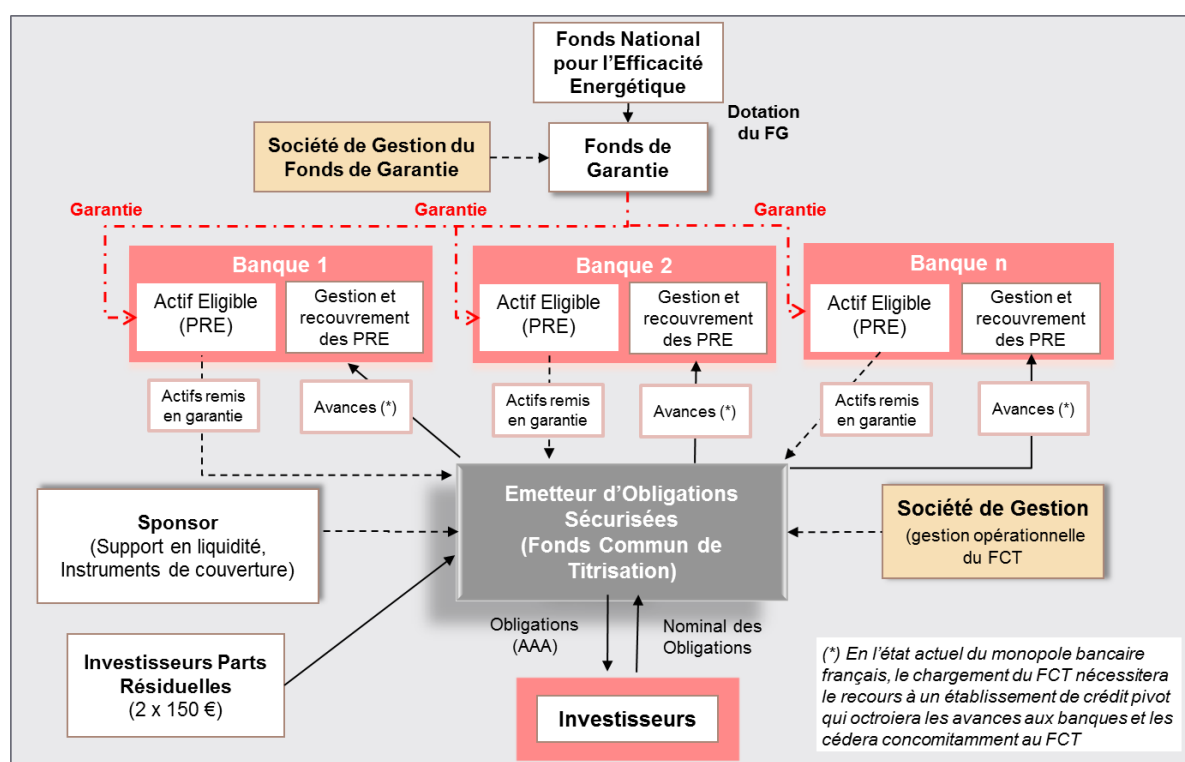 Fonds National
pour l'Efficacité
Energétique
Dotation
du FG
Société de Gestion du
Fonds de Garantie
Fonds de
Garantie
Garantie
Garantie
Garantie
Banque 1
Actif Eligible
(PRE)
Gestion et
recouvrement
des PRE
Banque 2
Actif Eligible
(PRE)
Gestion et
recouvrement
des PRE
Banque n
Actif Eligible
(PRE)
Gestion et
recouvrement
des PRE
Actifs remis
en garantie
Avances (*)
Actifs remis
en garantie
Avances (*)
Actifs remis
en garantie
Avances (*)
Sponsor
(Support en liquidité,
Instruments de couverture)
Emetteur d'Obligations
Sécurisées
(Fonds Commun de
Titrisation)
Société de Gestion
(gestion opérationnelle
du FCT
Investisseurs Parts
Résiduelles
(2 x 150 €)
Obligations
(AAA)
Nominal des
Obligations
Investisseurs
(*) En l'état actuel du monopole bancaire
français, le chargement du FCT nécessitera
le recours à un établissement de crédit pivot
qui octroiera les avances aux banques et les
cédera concomitamment au FCT